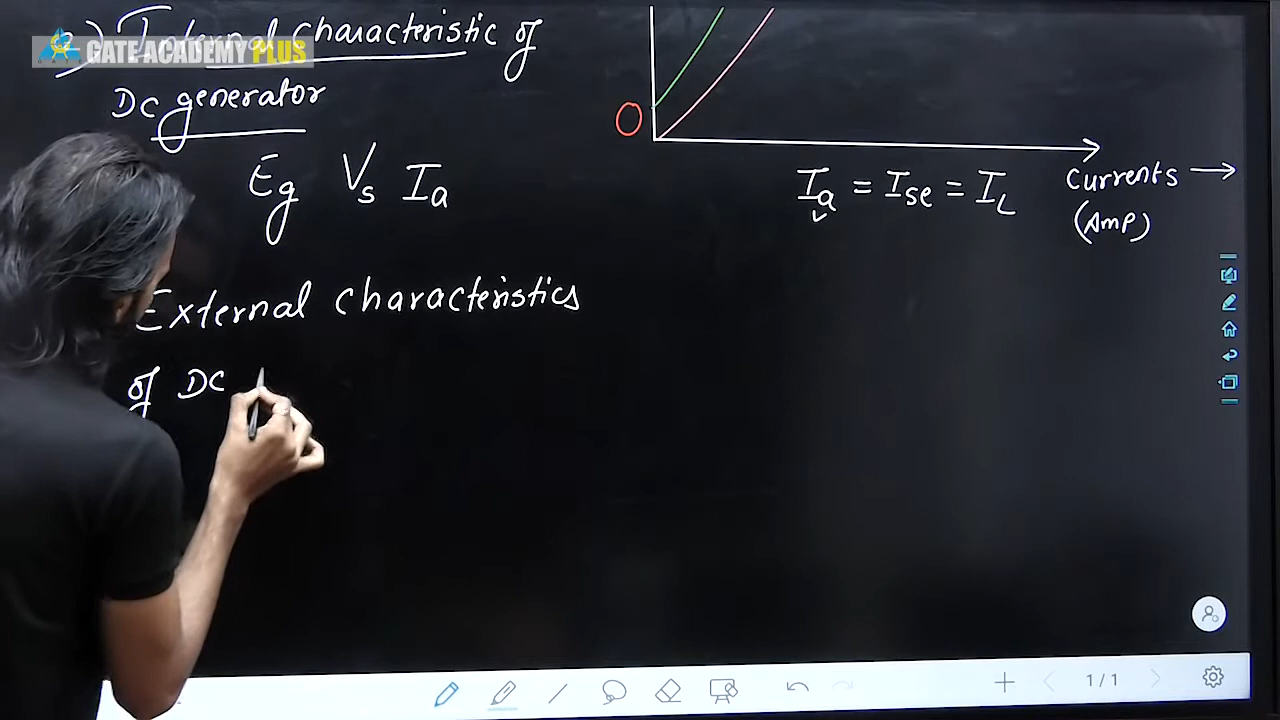 2) Internal Characteristic of
GATE ACADEMY PLUS
DC generator
Eg Vs Ia
External characteristics
of DC
O
Ia = Ise = IL
Currents →
(Amp)
1 / 1